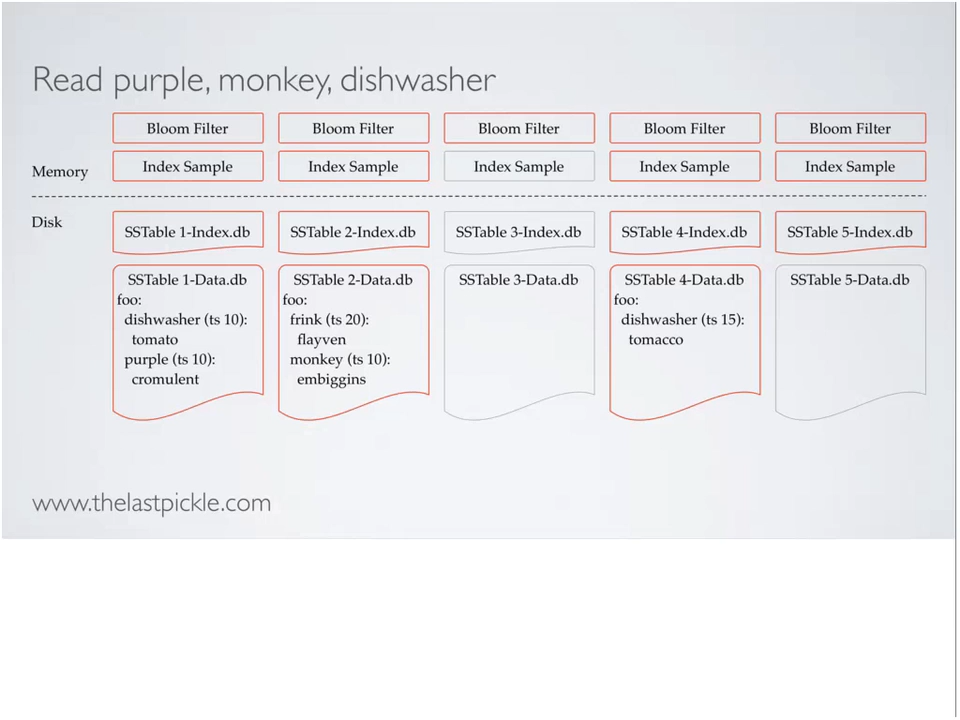 Read purple, monkey, dishwasher
Bloom Filter Bloom Filter Bloom Filter Bloom Filter Bloom Filter
Memory Index Sample Index Sample Index Sample Index Sample Index Sample
Disk
SSTable 1-Index.db SSTable 2-Index.db SSTable 3-Index.db SSTable 4-Index.db SSTable 5-Index.db
SSTable 1-Data.db
foo:
dishwasher (ts 10):
tomato
purple (ts 10):
cromulent
SSTable 2-Data.db
foo:
frink (ts 20):
flayven
monkey (ts 10):
embiggins
SSTable 3-Data.db
SSTable 4-Data.db
foo:
dishwasher (ts 15):
tomacco
SSTable 5-Data.db
www.thelastpickle.com